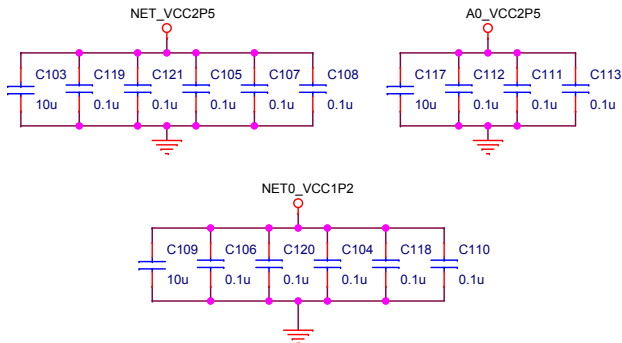 NET_VCC2P5
A0_VCC2P5
C103 C119 C121 C105 C107 C108
10u 0.1u 0.1u 0.1u 0.1u 0.1u
C117 C112 C111 C113
10u 0.1u 0.1u 0.1u
NET0_VCC1P2
C109 C106 C120 C104 C118 C110
10u 0.1u 0.1u 0.1u 0.1u 0.1u